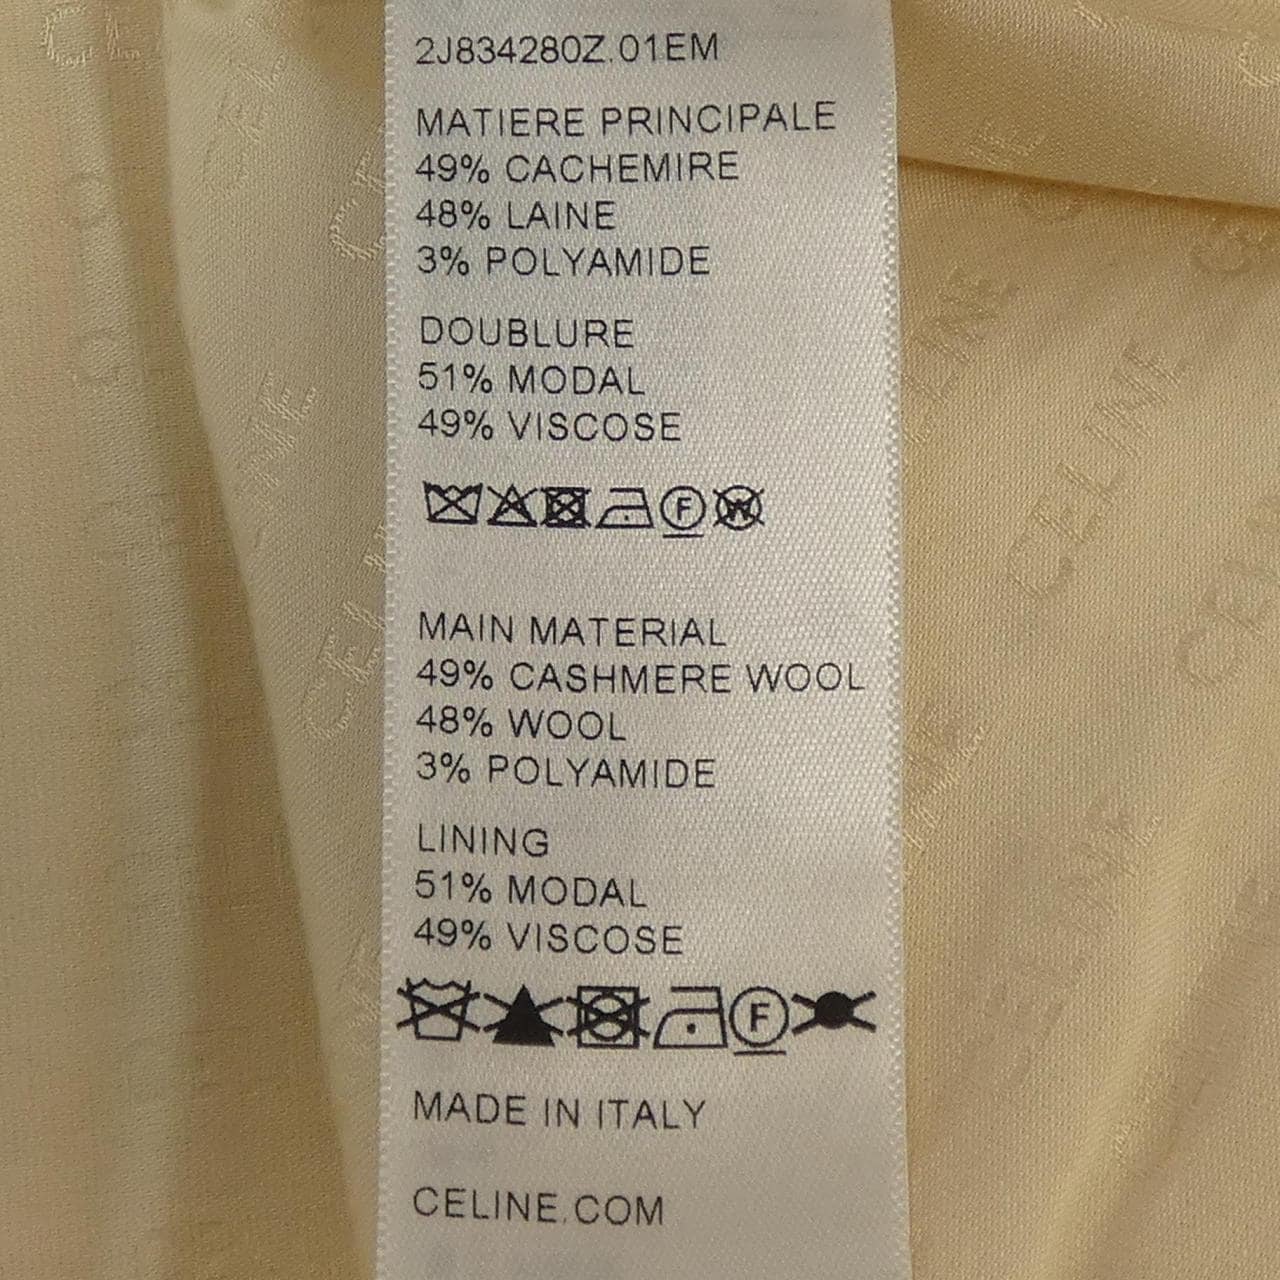 2J834280Z.01EM
MATIERE PRINCIPALE
49% CACHEMIRE
48% LAINE
3% POLYAMIDE
DOUBLURE
51% MODAL
49% VISCOSE
F W
MAIN MATERIAL
49% CASHMERE WOOL
48% WOOL
3% POLYAMIDE
LINING
51% MODAL
49% VISCOSE
F
MADE IN ITALY
CELINE.COM
CELINE